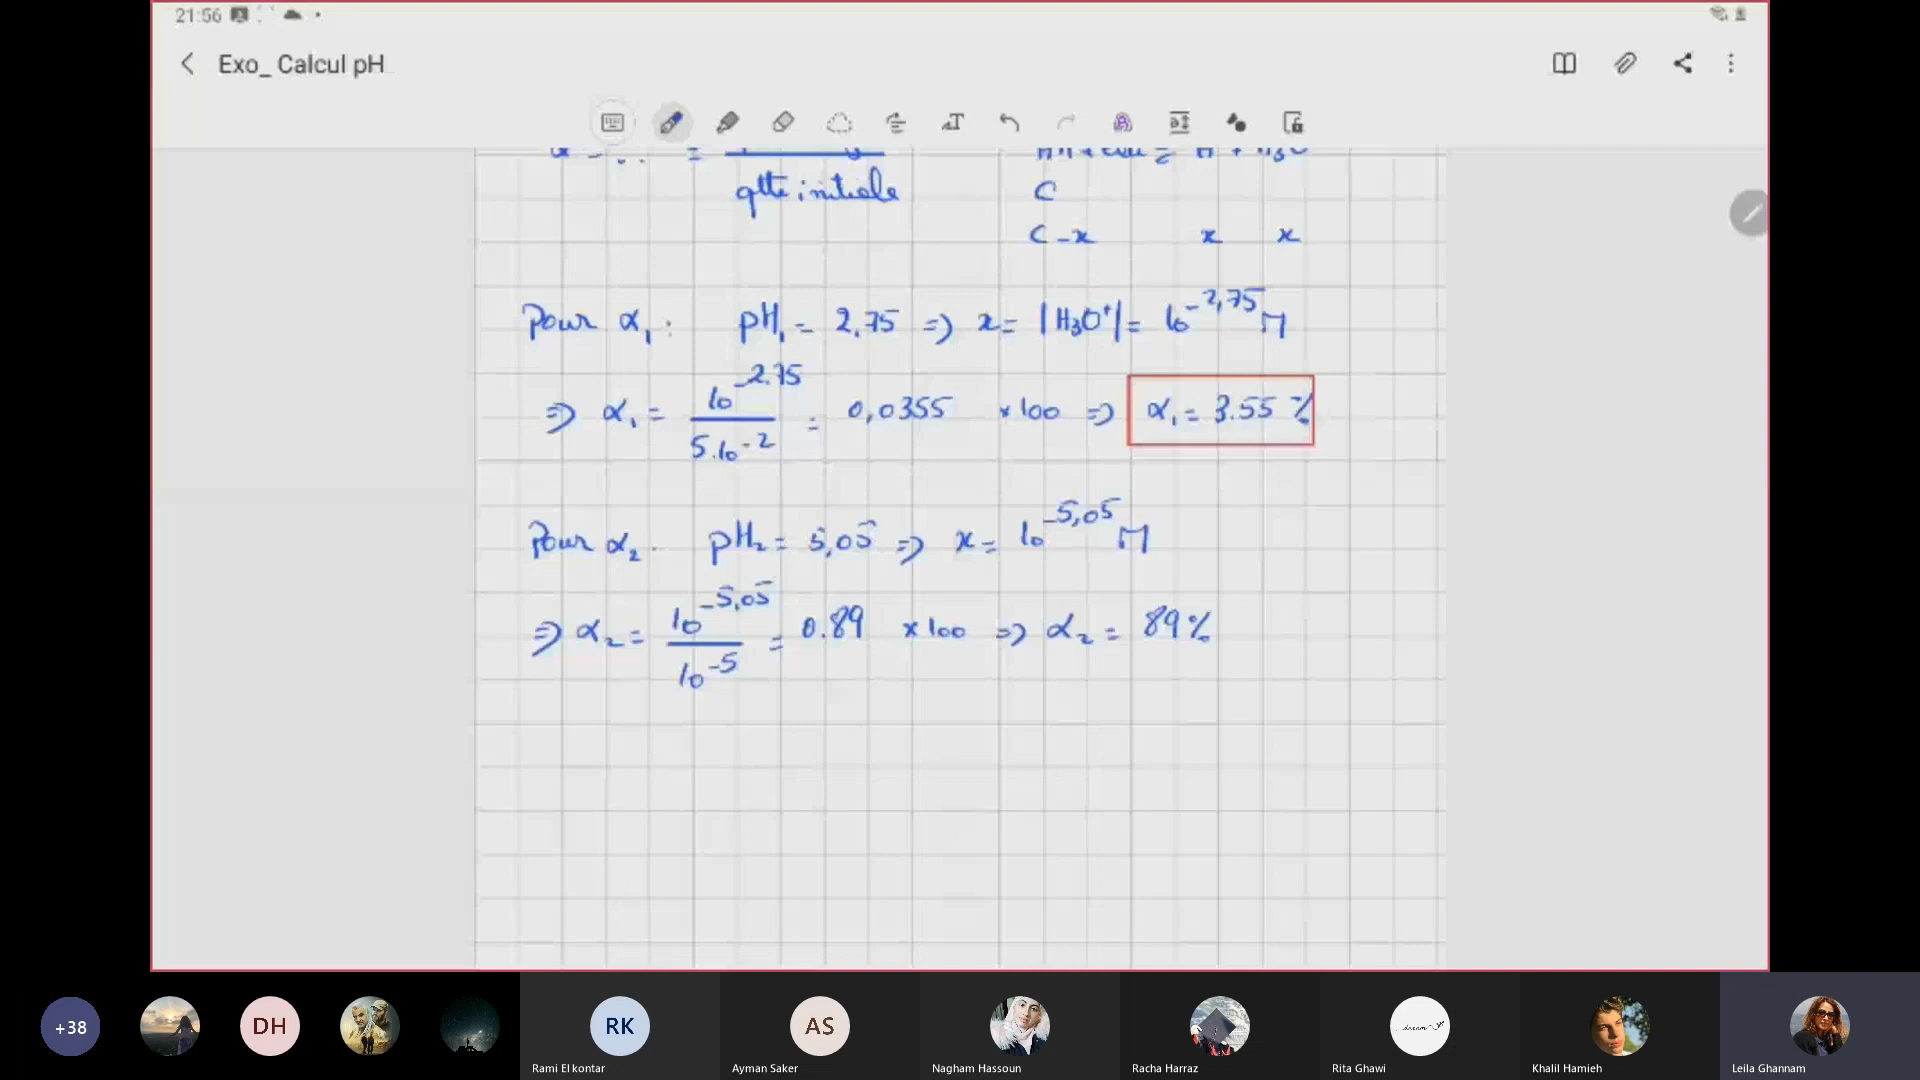 21:56
Exo_ Calcul pH
qtté initiale
C
C - x x x
Pour α₁: pH₁ = 2.75 => x = |H₃O⁺| = 10^-2,75 M
=> α₁ = 10^-2.75 / 5.10^-2 = 0,0355 × 100 => α₁ = 3.55 %
Pour α₂. pH₂ = 5,05 => x = 10^-5,05 M
=> α₂ = 10^-5,05 / 10^-5 = 0.89 × 100 => α₂ = 89 %
+38
DH
RK
AS
dream
Rami El kontar
Ayman Saker
Nagham Hassoun
Racha Harraz
Rita Ghawi
Khalil Hamieh
Leila Ghannam